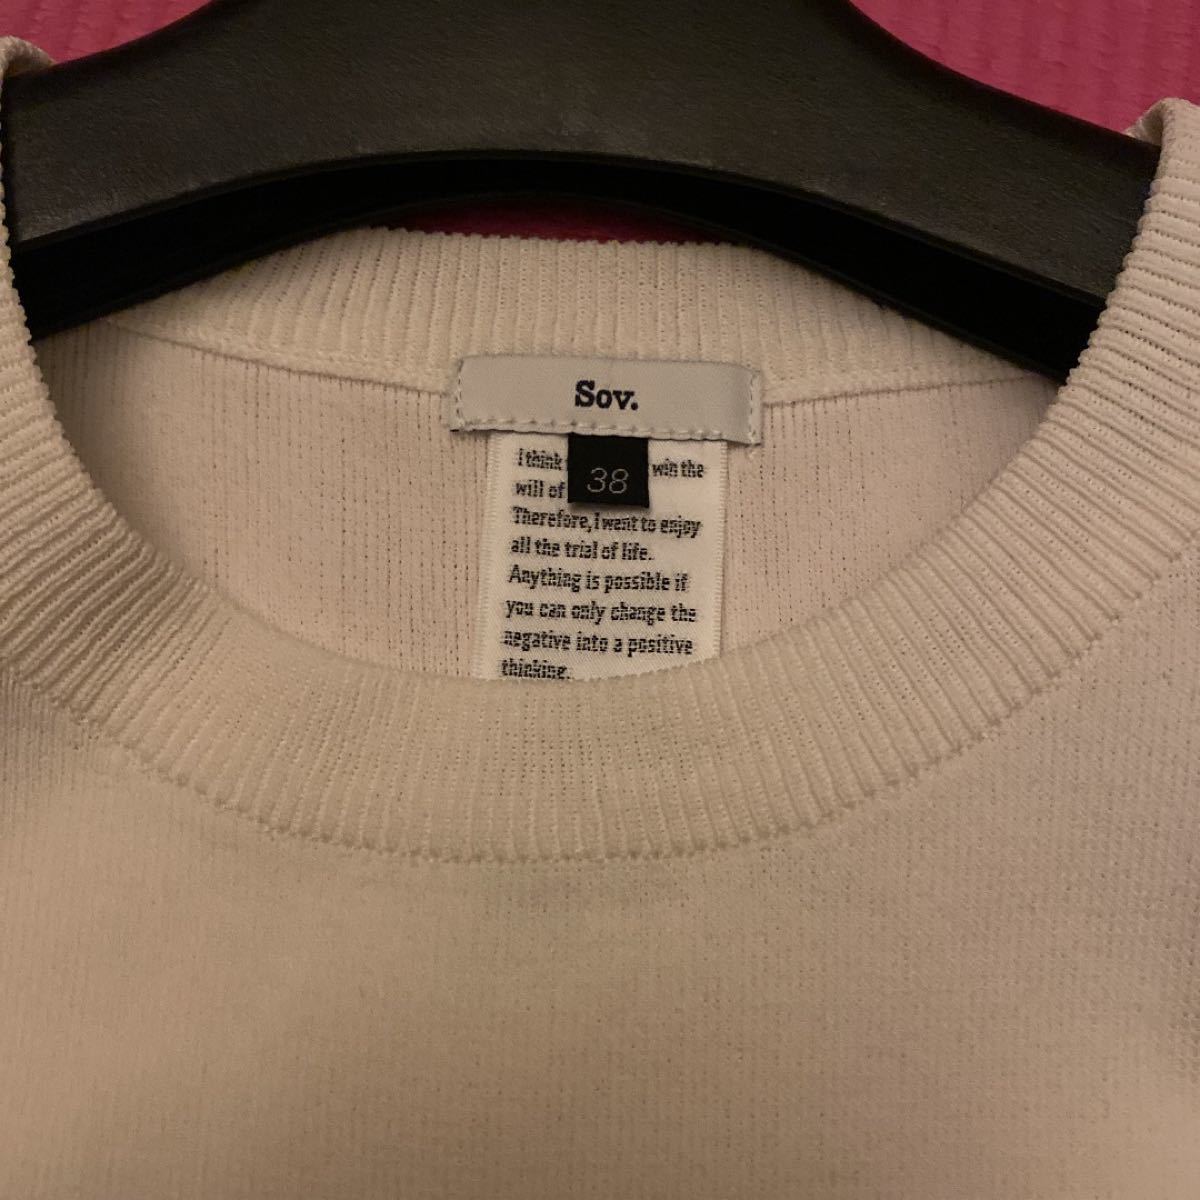 Sov.
38
I think win the
will of
Therefore, I want to enjoy
all the trial of life.
Anything is possible if
you can only change the
negative into a positive
thinking.